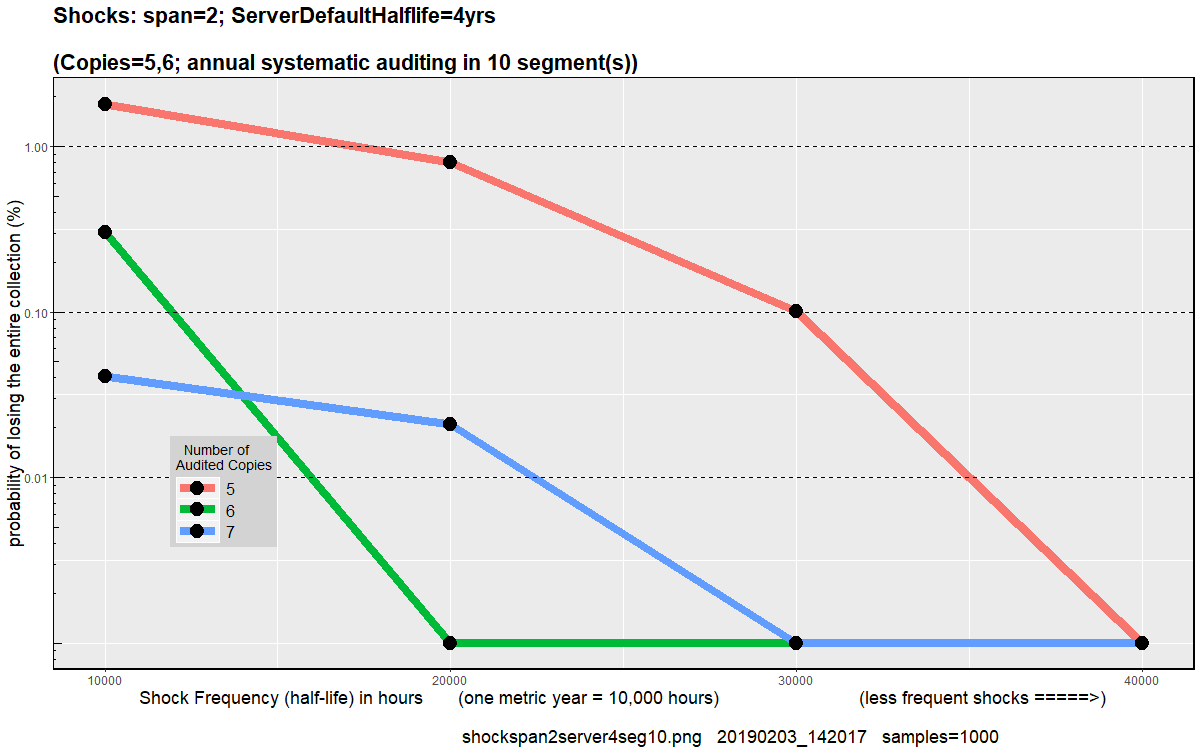 Shocks: span=2; ServerDefaultHalflife=4yrs
(Copies=5,6; annual systematic auditing in 10 segment(s))
probability of losing the entire collection (%)
1.00
0.10
0.01
Number of
Audited Copies
5
6
7
10000 20000 30000 40000
Shock Frequency (half-life) in hours (one metric year = 10,000 hours) (less frequent shocks =====>)
shockspan2server4seg10.png 20190203_142017 samples=1000